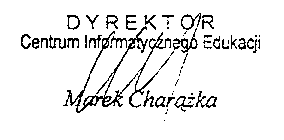 DYREKTOR
Centrum Informatycznego Edukacji
Marek Charążka